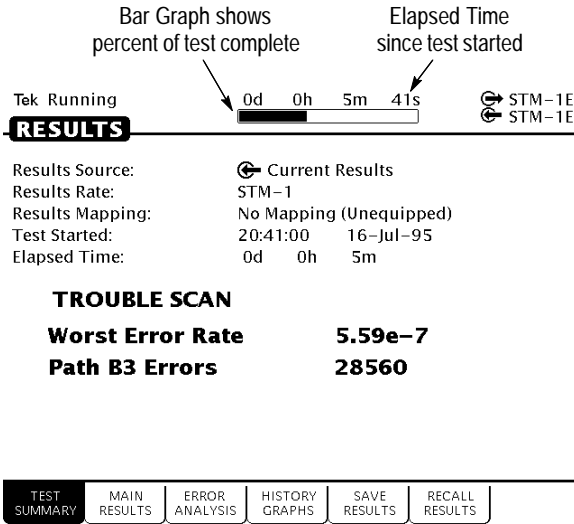 Bar Graph shows
percent of test complete
Elapsed Time
since test started
Tek Running
0d 0h 5m 41s
STM–1E
STM–1E
RESULTS
Results Source: Current Results
Results Rate: STM–1
Results Mapping: No Mapping (Unequipped)
Test Started: 20:41:00 16–Jul–95
Elapsed Time: 0d 0h 5m
TROUBLE SCAN
Worst Error Rate 5.59e–7
Path B3 Errors 28560
TEST SUMMARY
MAIN RESULTS
ERROR ANALYSIS
HISTORY GRAPHS
SAVE RESULTS
RECALL RESULTS